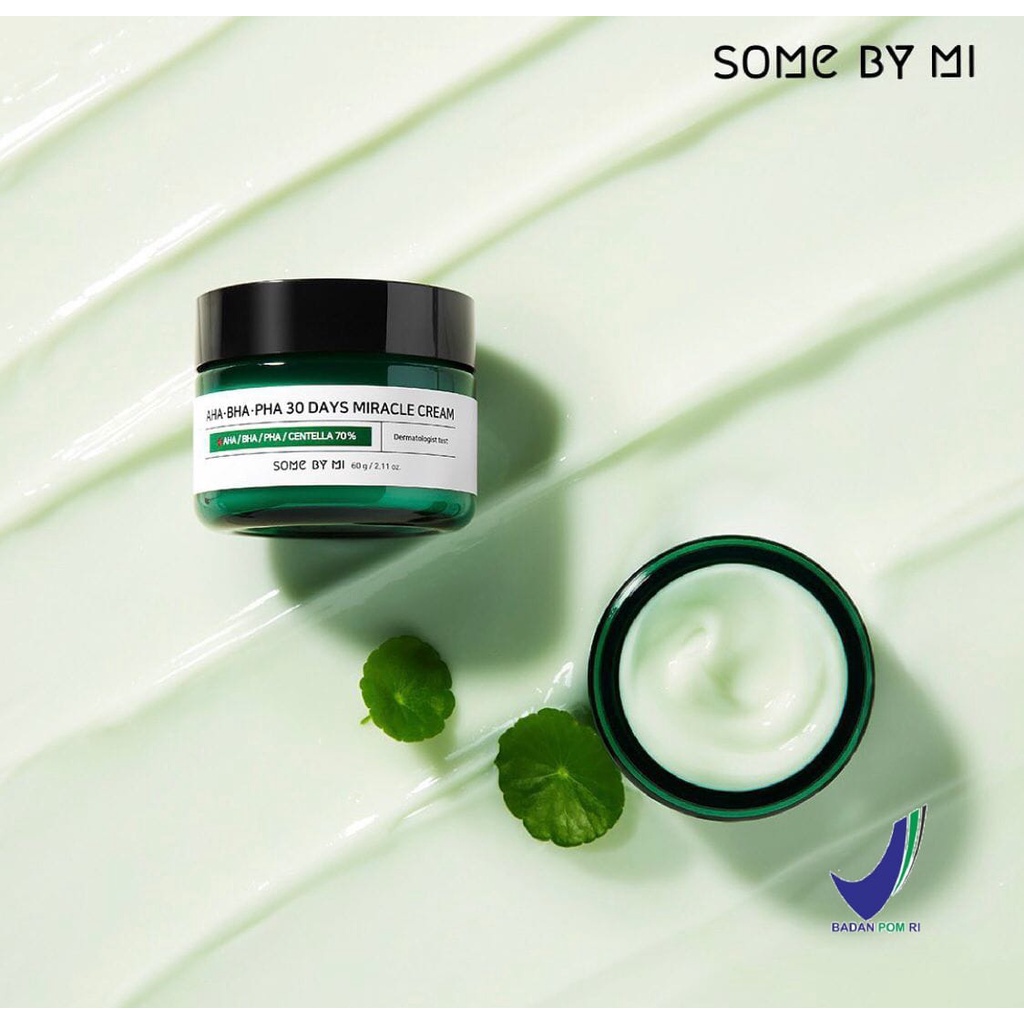 SOME BY MI
AHA·BHA·PHA 30 DAYS MIRACLE CREAM
AHA / BHA / PHA / CENTELLA 70%
Dermatologist test
SOME BY MI 60 g / 2.11 oz.
BADAN POM RI